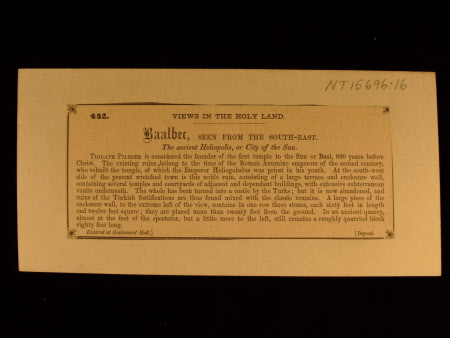 NT15696·16
452. VIEWS IN THE HOLY LAND.
Baalbec, SEEN FROM THE SOUTH-EAST.
The ancient Heliopolis, or City of the Sun.
TIGLATH PILESER is considered the founder of the first temple to the Sun or Baal, 880 years before
Christ. The existing ruins belong to the time of the Roman Antonine emperors of the second century,
who rebuilt the temple, of which the Emperor Heliogabalus was priest in his youth. At the south-west
side of the present wretched town is this noble ruin, consisting of a large terrace and enclosure wall,
containing several temples and courtyards of adjacent and dependant buildings, with extensive subterranean
vaults underneath. The whole has been turned into a castle by the Turks; but it is now abandoned, and
ruins of the Turkish fortifications are thus found mixed with the classic remains. A large piece of the
enclosure wall, to the extreme left of the view, contains in one row three stones, each sixty feet in length
and twelve feet square; they are placed more than twenty feet from the ground. In an ancient quarry,
almost at the feet of the spectator, but a little more to the left, still remains a roughly quarried block
eighty feet long.
Entered at Stationers' Hall.] [Deposé.